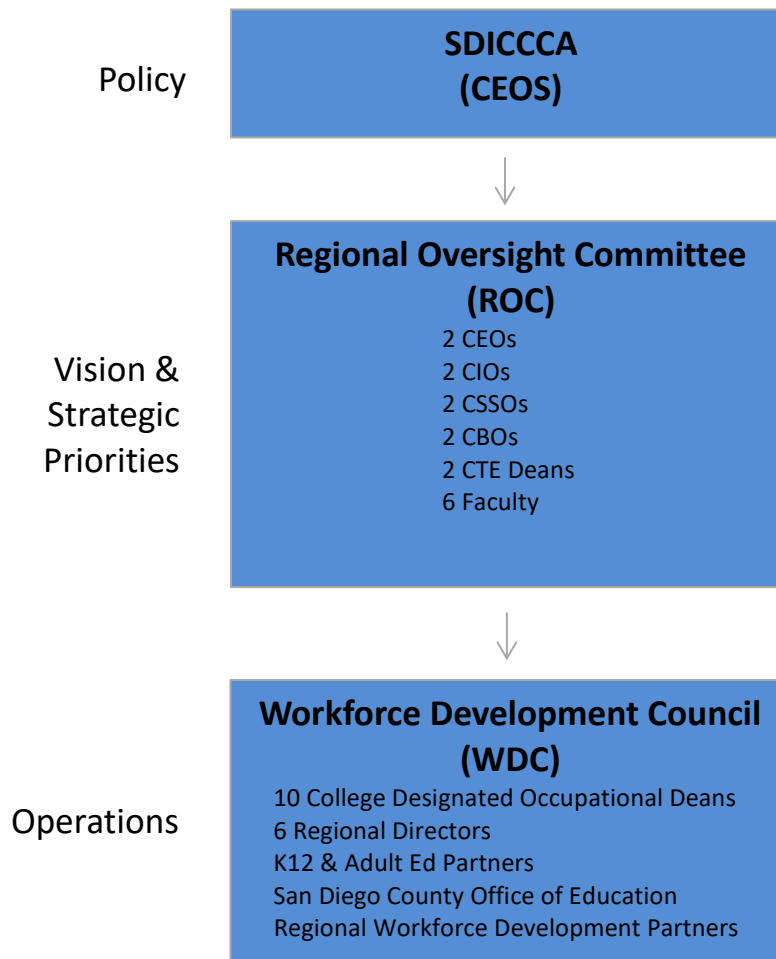 Policy
SDICCCA
(CEOS)
Vision &
Strategic
Priorities
Regional Oversight Committee
(ROC)
2 CEOs
2 CIOs
2 CSSOs
2 CBOs
2 CTE Deans
6 Faculty
Operations
Workforce Development Council
(WDC)
10 College Designated Occupational Deans
6 Regional Directors
K12 & Adult Ed Partners
San Diego County Office of Education
Regional Workforce Development Partners